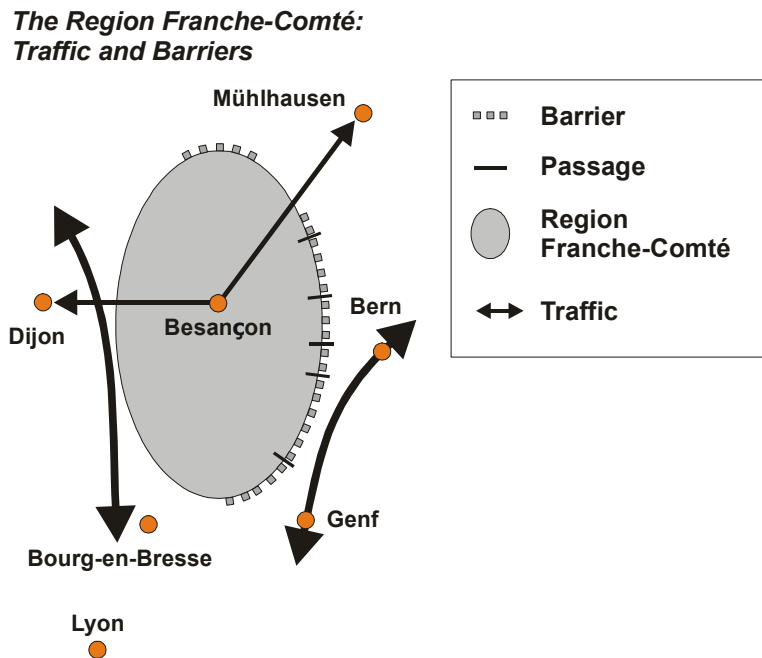 The Region Franche-Comté:
Traffic and Barriers
Mühlhausen
Barrier
Passage
Region
Franche-Comté
Traffic
Bern
Dijon
Besançon
Genf
Bourg-en-Bresse
Lyon